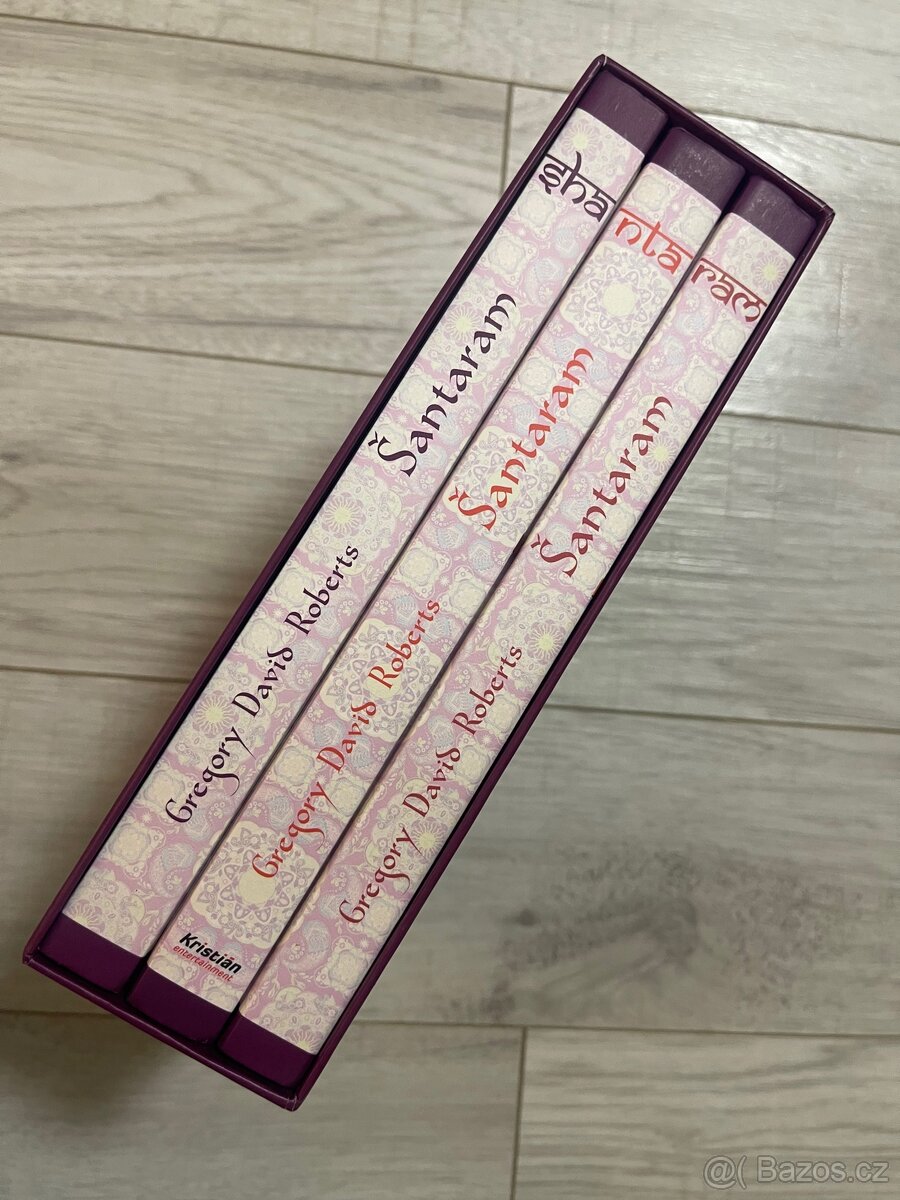 sha
Šantaram
Gregory David Roberts
nta
Šantaram
Gregory David Roberts
Kristián
entertainment
ram
Šantaram
Gregory David Roberts
@( Bazos.cz